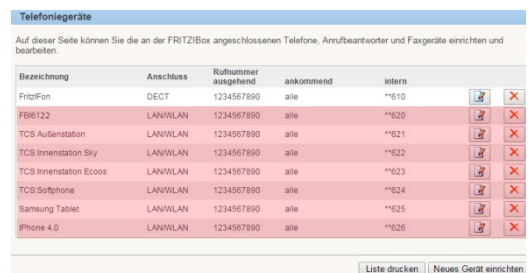 Telefoniegeräte
Auf dieser Seite können Sie die an der FRITZ!Box angeschlossenen Telefone, Anrufbeantworter und Faxgeräte einrichten und
bearbeiten.
Bezeichnung Anschluss Rufnummer ausgehend ankommend intern
Fritz!Fon DECT 1234567890 alle **610
FBI6122 LAN/WLAN 1234567890 alle **620
TCS Außenstation LAN/WLAN 1234567890 alle **621
TCS Innenstation Sky LAN/WLAN 1234567890 alle **622
TCS Innenstation Ecoos LAN/WLAN 1234567890 alle **623
TCS:Softphone LAN/WLAN 1234567890 alle **624
Samsung Tablet LAN/WLAN 1234567890 alle **625
IPhone 4.0 LAN/WLAN 1234567890 alle **626
Liste drucken Neues Gerät einrichten